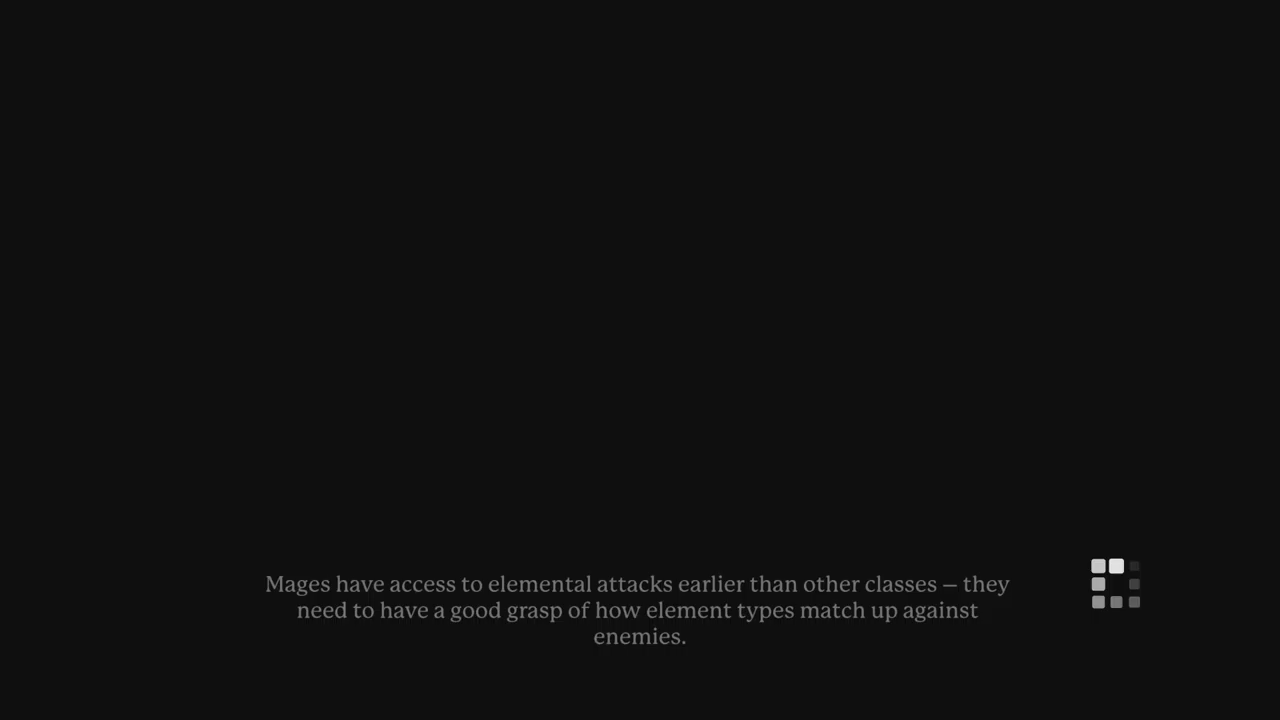 Mages have access to elemental attacks earlier than other classes – they
need to have a good grasp of how element types match up against
enemies.